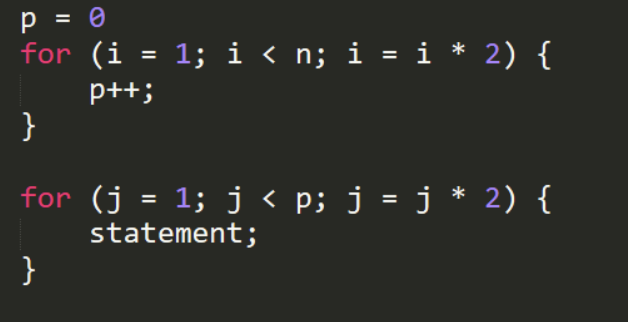 p = 0
for (i = 1; i < n; i = i * 2) {
    p++;
}
for (j = 1; j < p; j = j * 2) {
    statement;
}